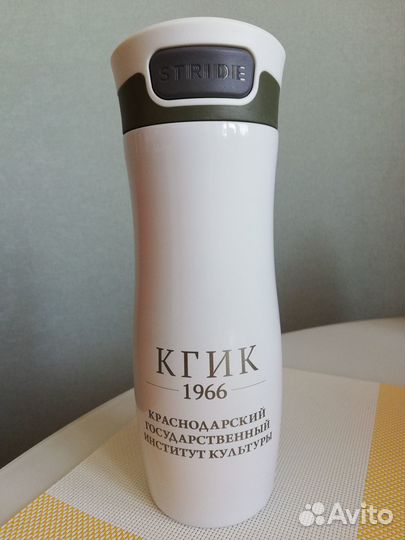 STRIDE
КГИК
1966
КРАСНОДАРСКИЙ
ГОСУДАРСТВЕННЫЙ
ИНСТИТУТ КУЛЬТУРЫ
Avito